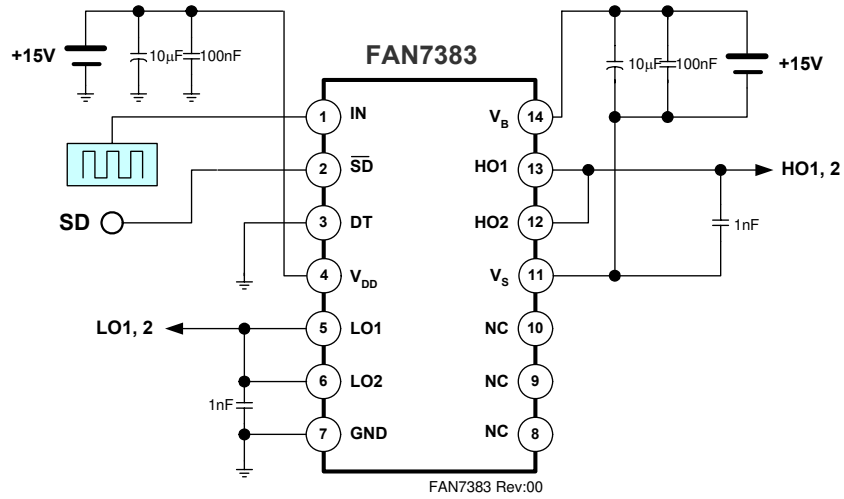 +15V
10μF
100nF
FAN7383
10μF
100nF
+15V
1
IN
V_B
14
2
SD
HO1
13
HO1, 2
SD
3
DT
HO2
12
1nF
4
V_DD
V_S
11
LO1, 2
5
LO1
NC
10
6
LO2
NC
9
1nF
7
GND
NC
8
FAN7383 Rev:00